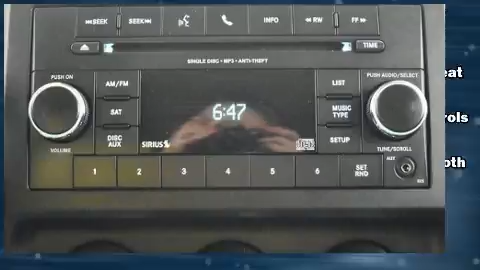 SEEK
SEEK
INFO
RW
FF
TIME
SINGLE DISC • MP3 • ANTI-THEFT
PUSH ON
AM/FM
SAT
DISC
AUX
VOLUME
6:47
SIRIUS
LIST
MUSIC
TYPE
SETUP
PUSH AUDIO/SELECT
TUNE/SCROLL
1
2
3
4
5
6
SET
RND
AUX
eat
rols
oth